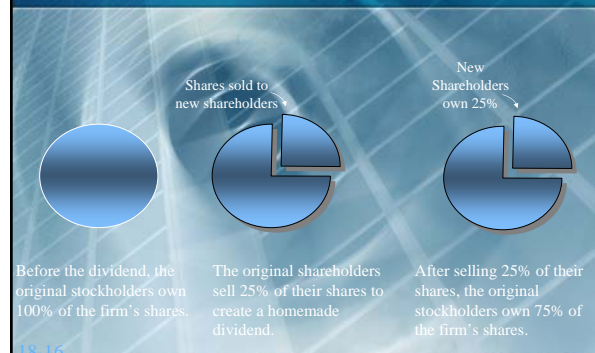 Shares sold to
new shareholders
New
Shareholders
own 25%
Before the dividend, the
original stockholders own
100% of the firm's shares.
The original shareholders
sell 25% of their shares to
create a homemade
dividend.
After selling 25% of their
shares, the original
stockholders own 75% of
the firm's shares.
18-16